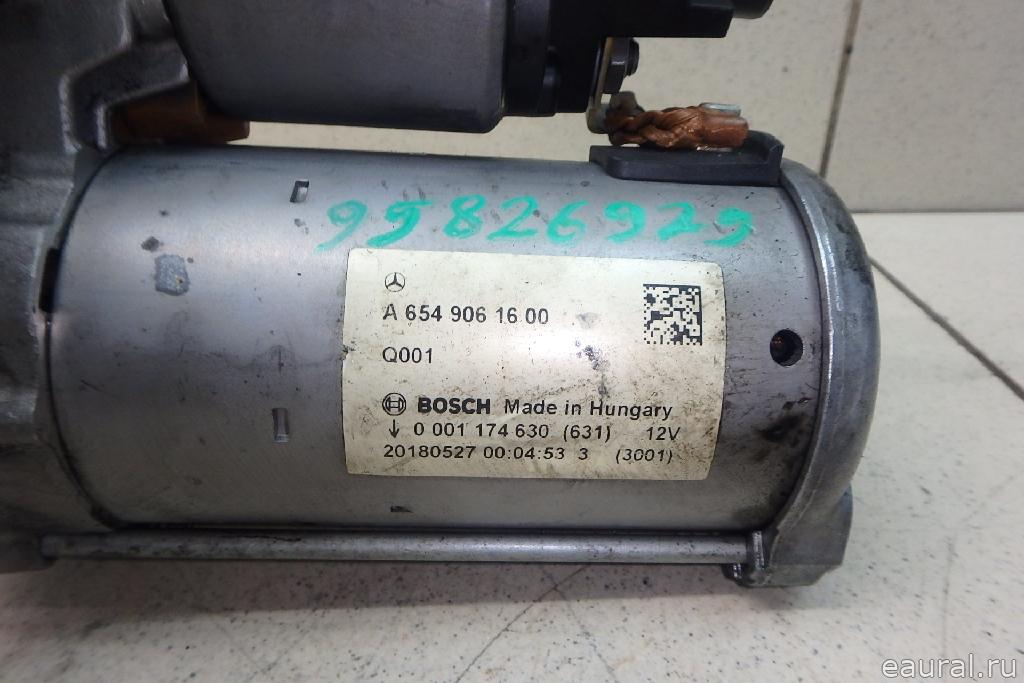 95826929
A 654 906 16 00
Q001
BOSCH Made in Hungary
↓ 0 001 174 630 (631) 12V
20180527 00:04:53 3 (3001)
eaural.ru